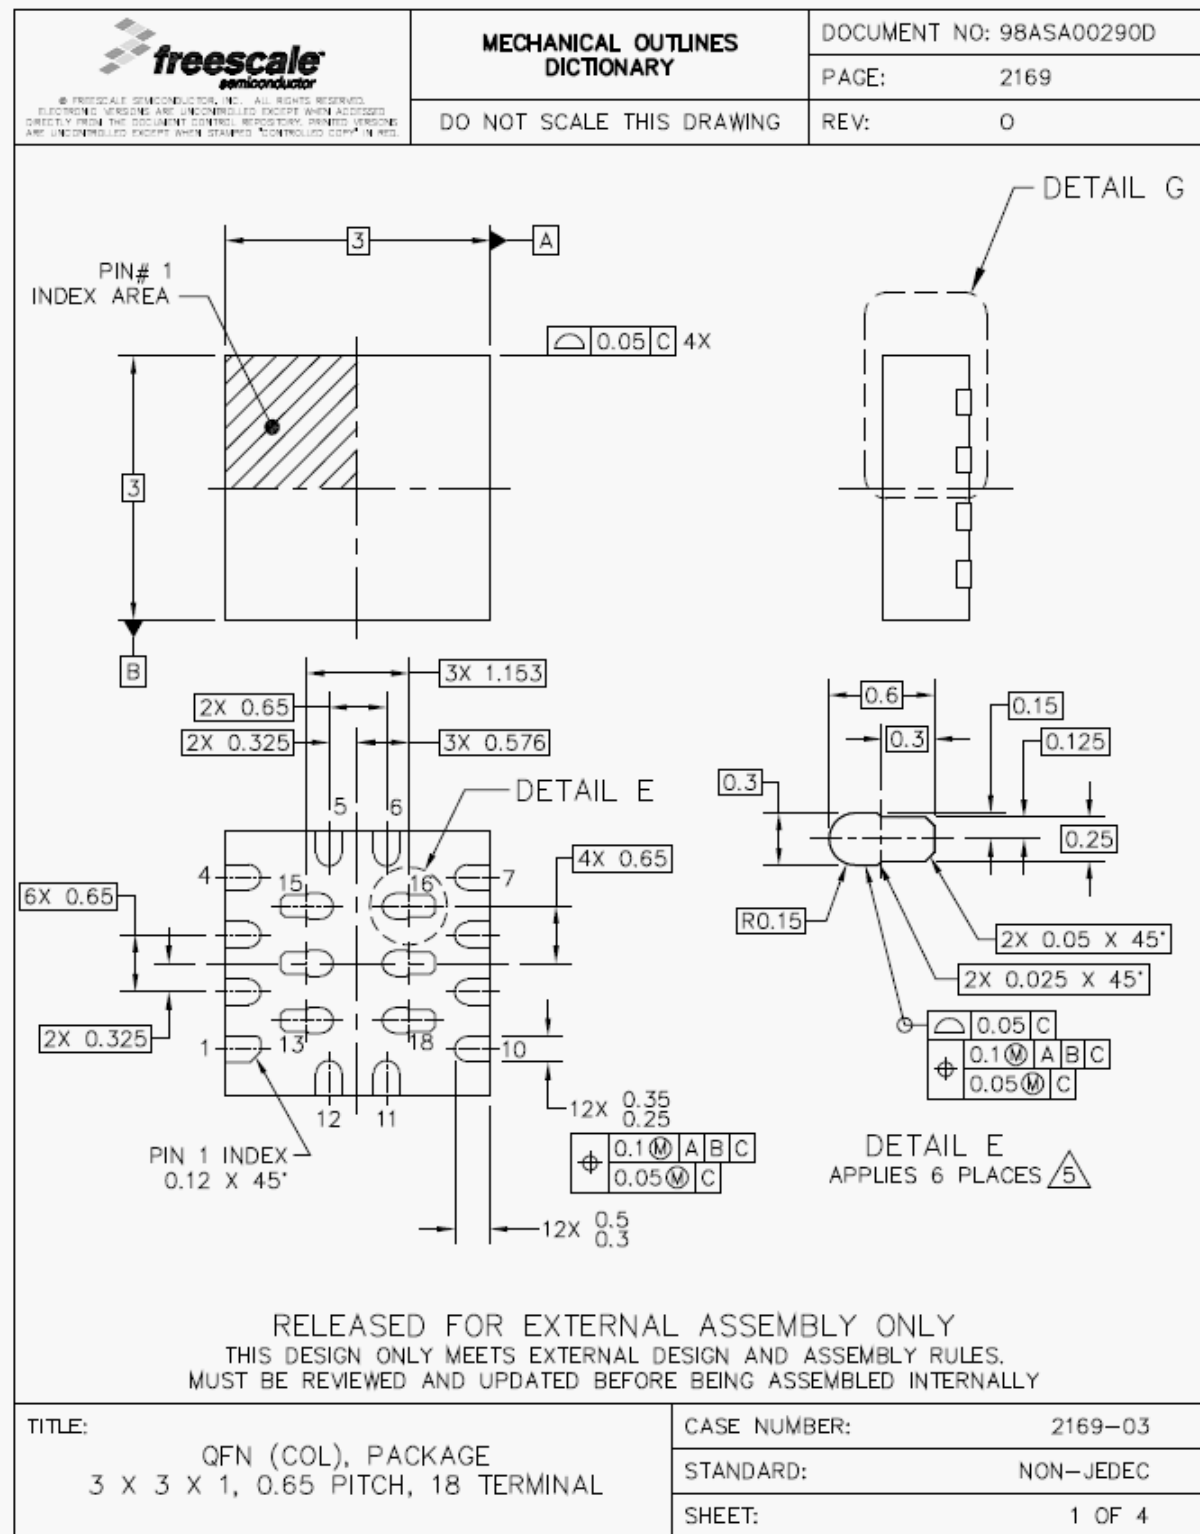 freescale™
semiconductor
© FREESCALE SEMICONDUCTOR, INC. ALL RIGHTS RESERVED.
ELECTRONIC VERSIONS ARE UNCONTROLLED EXCEPT WHEN ACCESSED
DIRECTLY FROM THE DOCUMENT CONTROL REPOSITORY. PRINTED VERSIONS
ARE UNCONTROLLED EXCEPT WHEN STAMPED "CONTROLLED COPY" IN RED.
MECHANICAL OUTLINES
DICTIONARY
DO NOT SCALE THIS DRAWING
DOCUMENT NO: 98ASA00290D
PAGE: 2169
REV: O
DETAIL G
3
A
PIN# 1
INDEX AREA
0.05 C 4X
3
B
3X 1.153
2X 0.65
2X 0.325
3X 0.576
DETAIL E
5
6
4
15
16
7
4X 0.65
6X 0.65
2X 0.325
1
13
18
10
12
11
12X 0.35
0.25
⌖ 0.1Ⓜ A B C
0.05Ⓜ C
PIN 1 INDEX
0.12 X 45°
12X 0.5
0.3
0.6
0.15
0.3
0.125
0.3
0.25
R0.15
2X 0.05 X 45°
2X 0.025 X 45°
0.05 C
⌖ 0.1Ⓜ A B C
0.05Ⓜ C
DETAIL E
APPLIES 6 PLACES 5
RELEASED FOR EXTERNAL ASSEMBLY ONLY
THIS DESIGN ONLY MEETS EXTERNAL DESIGN AND ASSEMBLY RULES.
MUST BE REVIEWED AND UPDATED BEFORE BEING ASSEMBLED INTERNALLY
TITLE:
QFN (COL), PACKAGE
3 X 3 X 1, 0.65 PITCH, 18 TERMINAL
CASE NUMBER: 2169-03
STANDARD: NON-JEDEC
SHEET: 1 OF 4